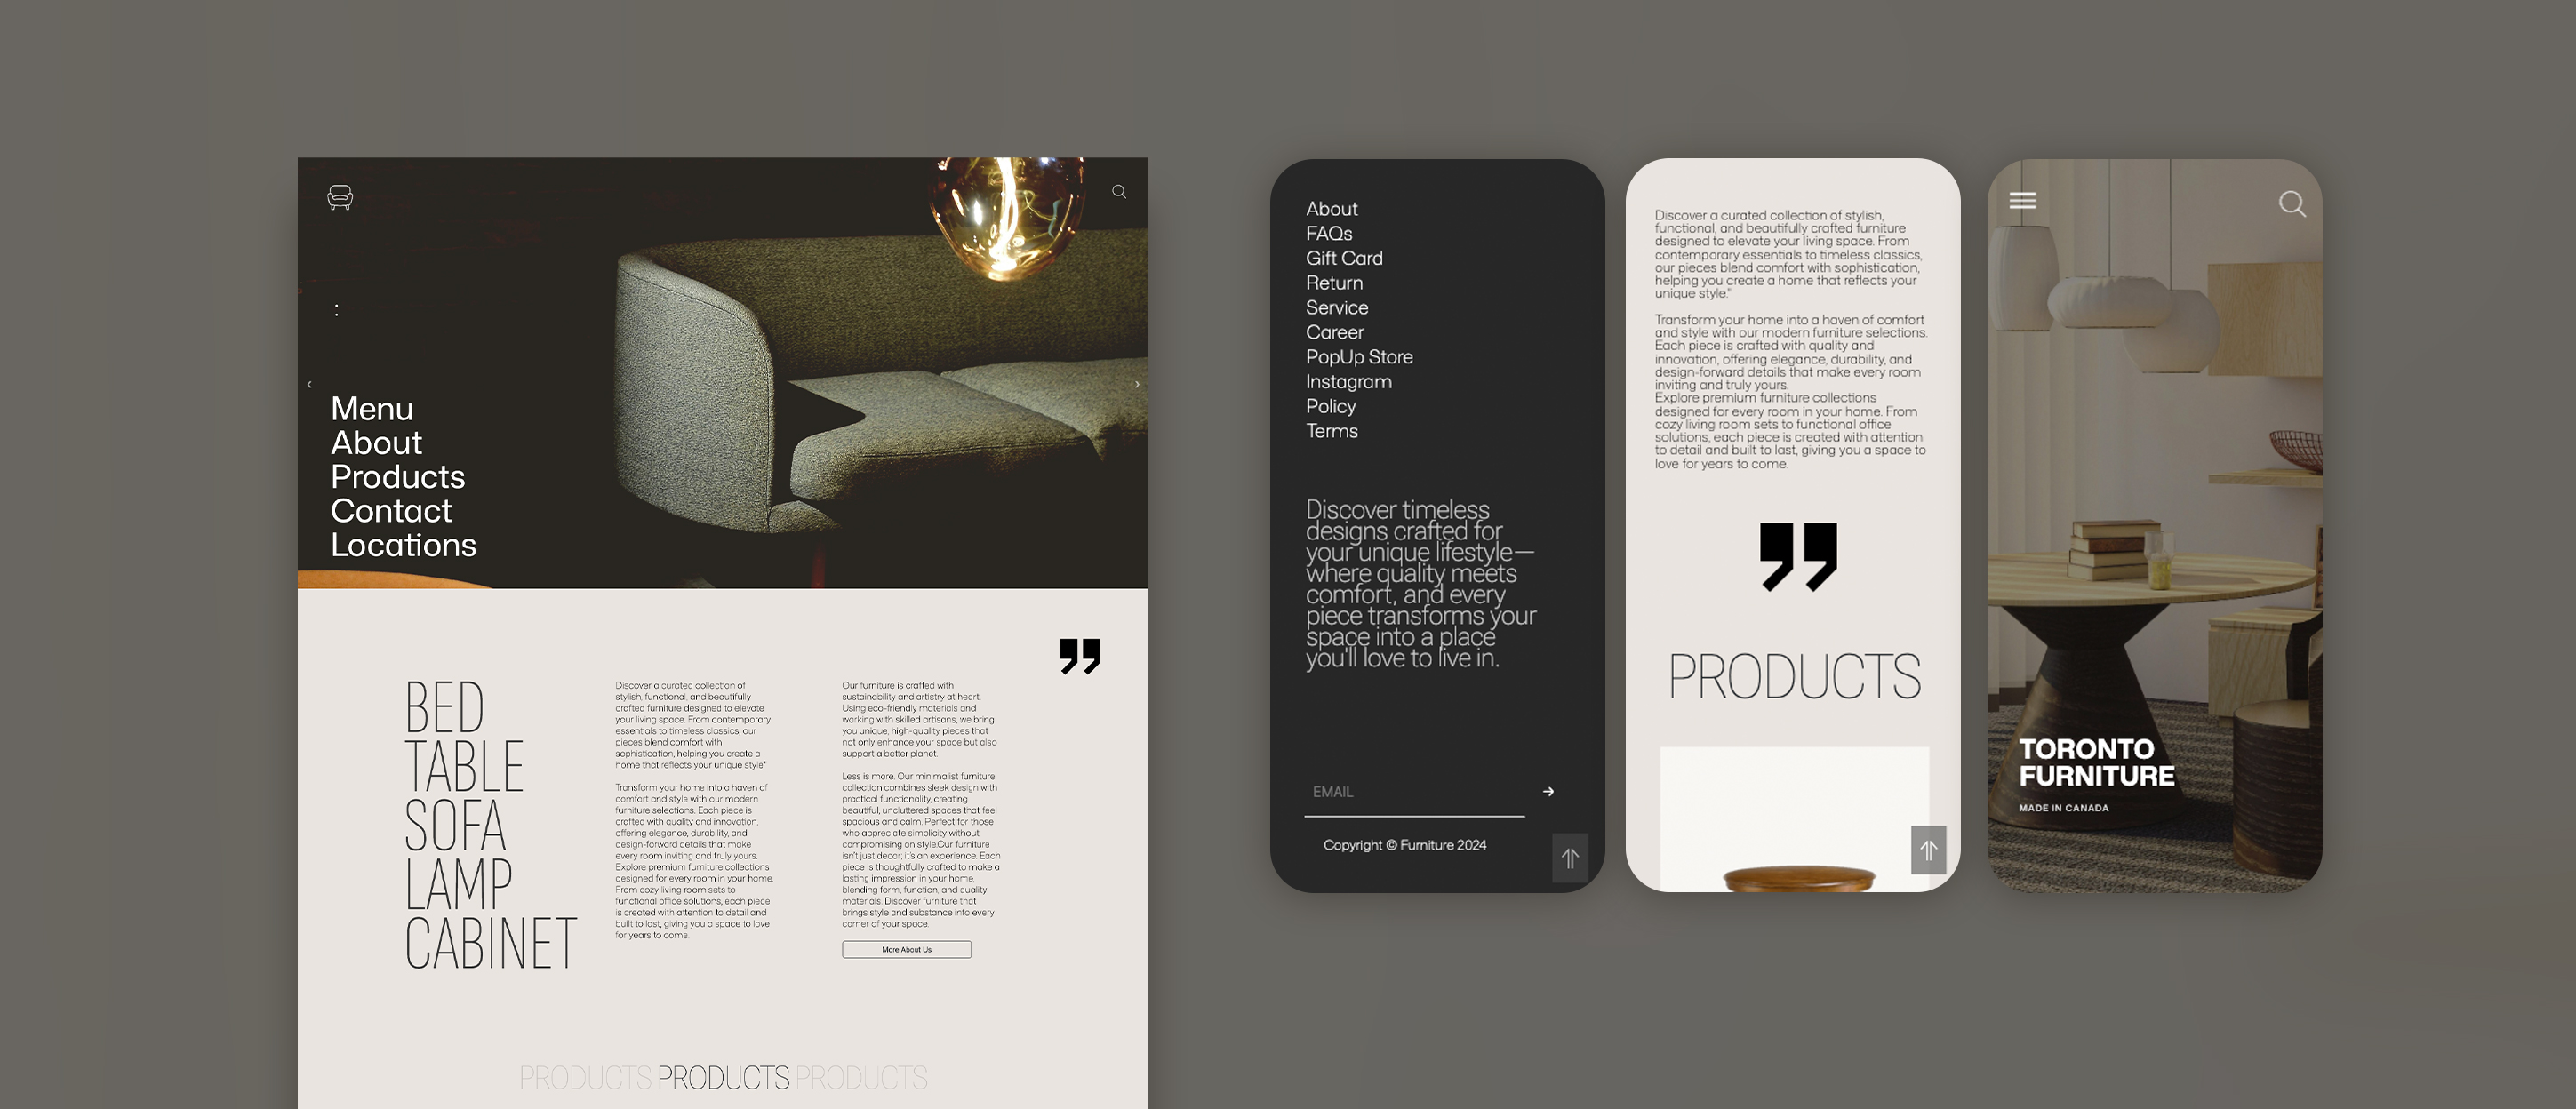 Menu
About
Products
Contact
Locations
BED
TABLE
SOFA
LAMP
CABINET
Discover a curated collection of
stylish, functional, and beautifully
crafted furniture designed to elevate
your living space. From contemporary
essentials to timeless classics, our
pieces blend comfort with
sophistication, helping you create a
home that reflects your unique style."
Transform your home into a haven of
comfort and style with our modern
furniture selections. Each piece is
crafted with quality and innovation,
offering elegance, durability, and
design-forward details that make
every room inviting and truly yours.
Explore premium furniture collections
designed for every room in your home.
From cozy living room sets to
functional office solutions, each piece
is created with attention to detail and
built to last, giving you a space to love
for years to come.
Our furniture is crafted with
sustainability and artistry at heart.
Using eco-friendly materials and
working with skilled artisans, we bring
you unique, high-quality pieces that
not only enhance your space but also
support a better planet.
Less is more. Our minimalist furniture
collection combines sleek design with
practical functionality, creating
beautiful, uncluttered spaces that feel
spacious and calm. Perfect for those
who appreciate simplicity without
compromising on style.Our furniture
isn't just decor; it's an experience. Each
piece is thoughtfully crafted to make a
lasting impression in your home,
blending form, function, and quality
materials. Discover furniture that
brings style and substance into every
corner of your space.
More About Us
PRODUCTS PRODUCTS PRODUCTS
About
FAQs
Gift Card
Return
Service
Career
PopUp Store
Instagram
Policy
Terms
Discover timeless
designs crafted for
your unique lifestyle—
where quality meets
comfort, and every
piece transforms your
space into a place
you'll love to live in.
EMAIL
Copyright © Furniture 2024
Discover a curated collection of stylish,
functional, and beautifully crafted furniture
designed to elevate your living space. From
contemporary essentials to timeless classics,
our pieces blend comfort with sophistication,
helping you create a home that reflects your
unique style."
Transform your home into a haven of comfort
and style with our modern furniture selections.
Each piece is crafted with quality and
innovation, offering elegance, durability, and
design-forward details that make every room
inviting and truly yours.
Explore premium furniture collections
designed for every room in your home. From
cozy living room sets to functional office
solutions, each piece is created with attention
to detail and built to last, giving you a space to
love for years to come.
PRODUCTS
TORONTO
FURNITURE
MADE IN CANADA